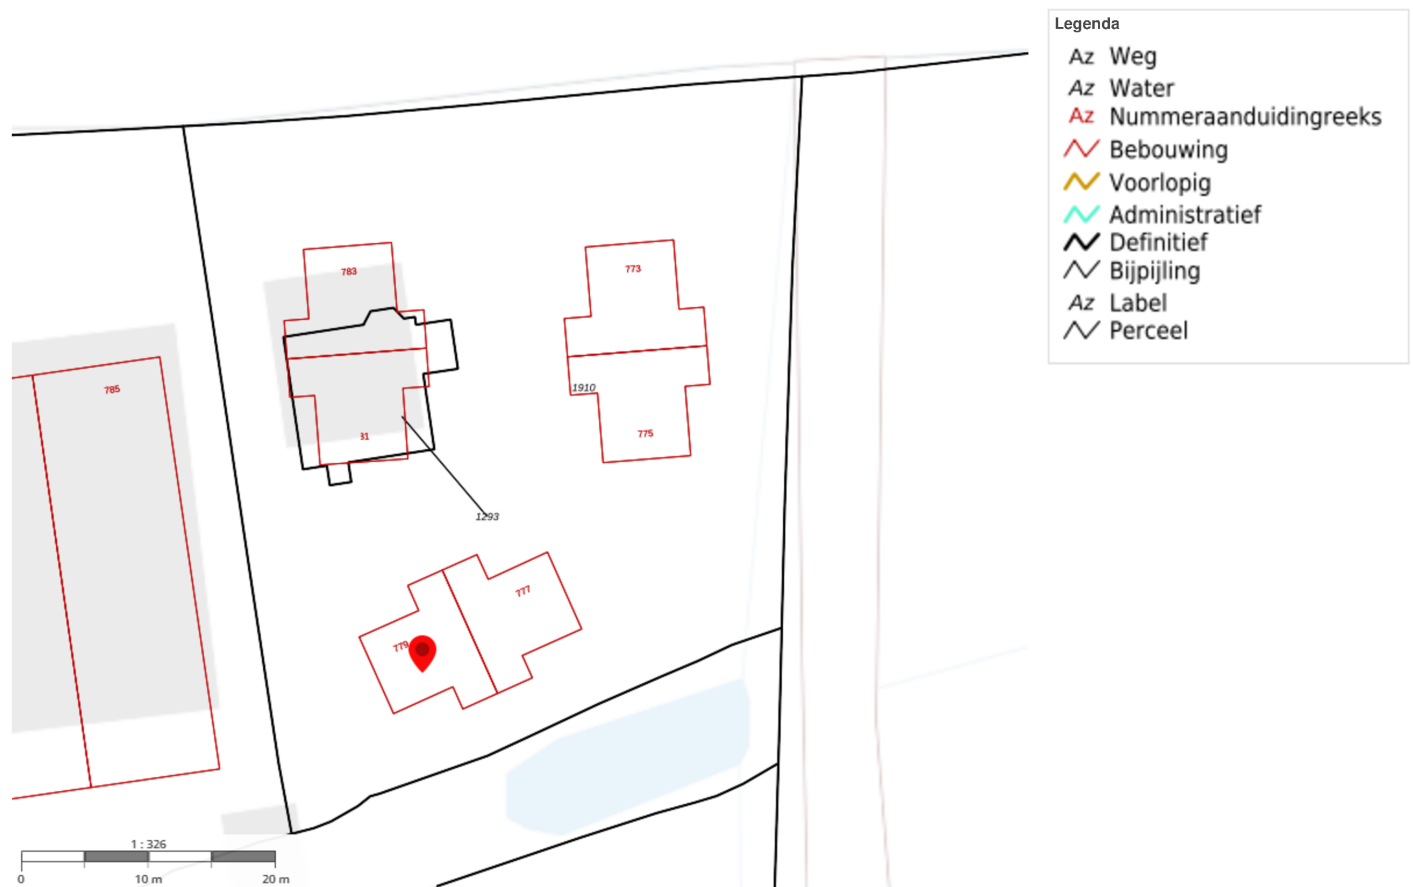 Legenda
Az Weg
Az Water
Az Nummeraanduidingreeks
Bebouwing
Voorlopig
Administratief
Definitief
Bijpijling
Az Label
Perceel
783
773
785
1910
31
775
1293
777
779
1 : 326
0 10 m 20 m